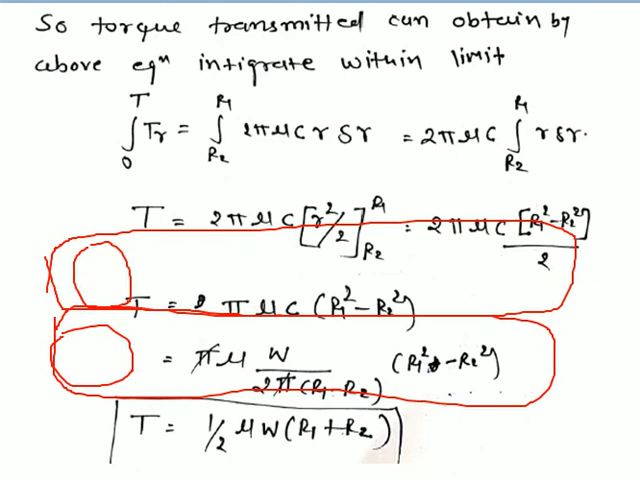 So torque transmitted can obtain by
above eqⁿ intigrate within limit
∫₀ᵀ Tᵣ = ∫_{R₂}^{R₁} 2πμC r δr = 2πμC ∫_{R₂}^{R₁} r δr.
T = 2πμC [r²/2]_{R₂}^{R₁} = 2πμC [R₁²-R₂²]/2
T = πμC (R₁²-R₂²)
= πμ W/2π(R₁-R₂) (R₁²-R₂²)
T = 1/2 μW(R₁+R₂)